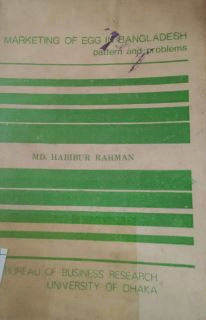 MARKETING OF EGG IN BANGLADESH
pattern and problems
MD. HABIBUR RAHMAN
BUREAU OF BUSINESS RESEARCH
UNIVERSITY OF DHAKA